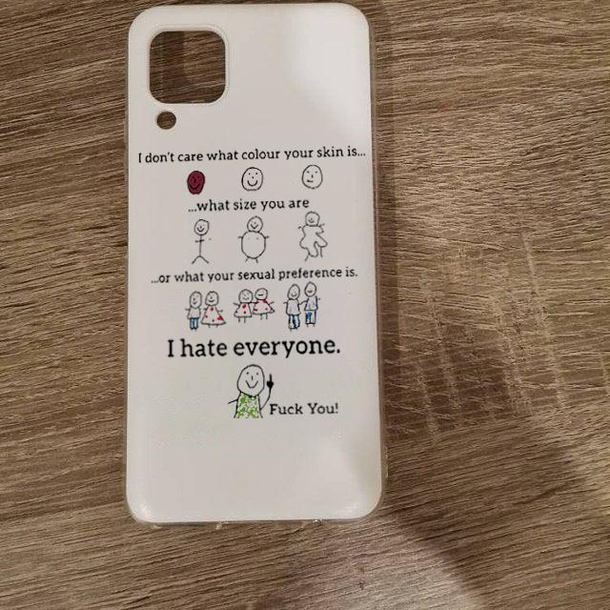 I don't care what colour your skin is...
...what size you are
...or what your sexual preference is.
I hate everyone.
Fuck You!